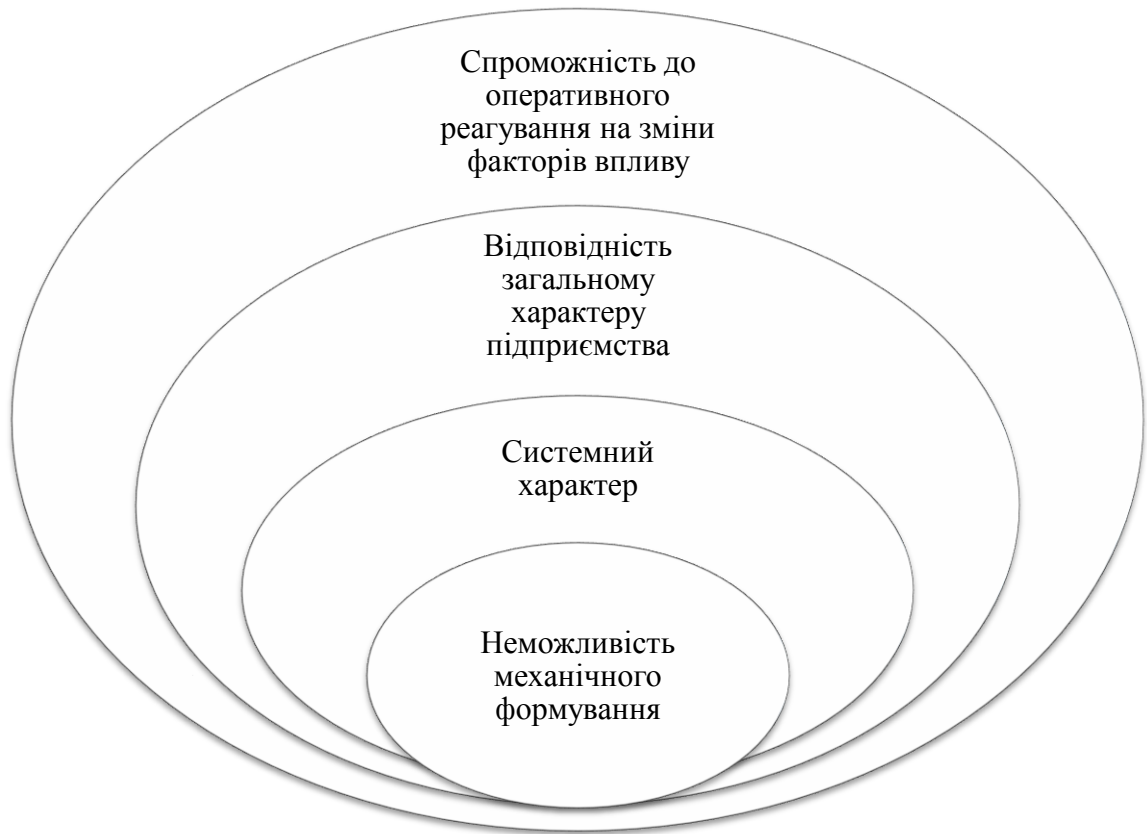 Спроможність до
оперативного
реагування на зміни
факторів впливу
Відповідність
загальному
характеру
підприємства
Системний
характер
Неможливість
механічного
формування